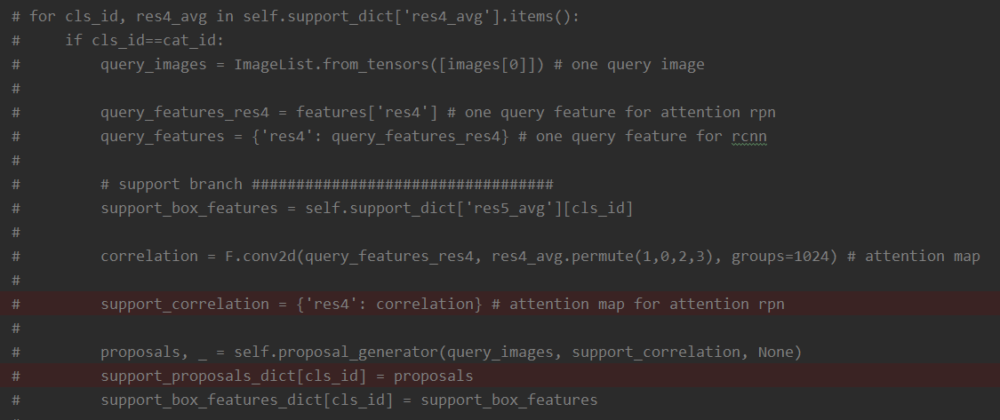 # for cls_id, res4_avg in self.support_dict['res4_avg'].items():
#     if cls_id==cat_id:
#         query_images = ImageList.from_tensors([images[0]]) # one query image
#
#         query_features_res4 = features['res4'] # one query feature for attention rpn
#         query_features = {'res4': query_features_res4} # one query feature for rcnn
#
#         # support branch ##################################
#         support_box_features = self.support_dict['res5_avg'][cls_id]
#
#         correlation = F.conv2d(query_features_res4, res4_avg.permute(1,0,2,3), groups=1024) # attention map
#
#         support_correlation = {'res4': correlation} # attention map for attention rpn
#
#         proposals, _ = self.proposal_generator(query_images, support_correlation, None)
#         support_proposals_dict[cls_id] = proposals
#         support_box_features_dict[cls_id] = support_box_features